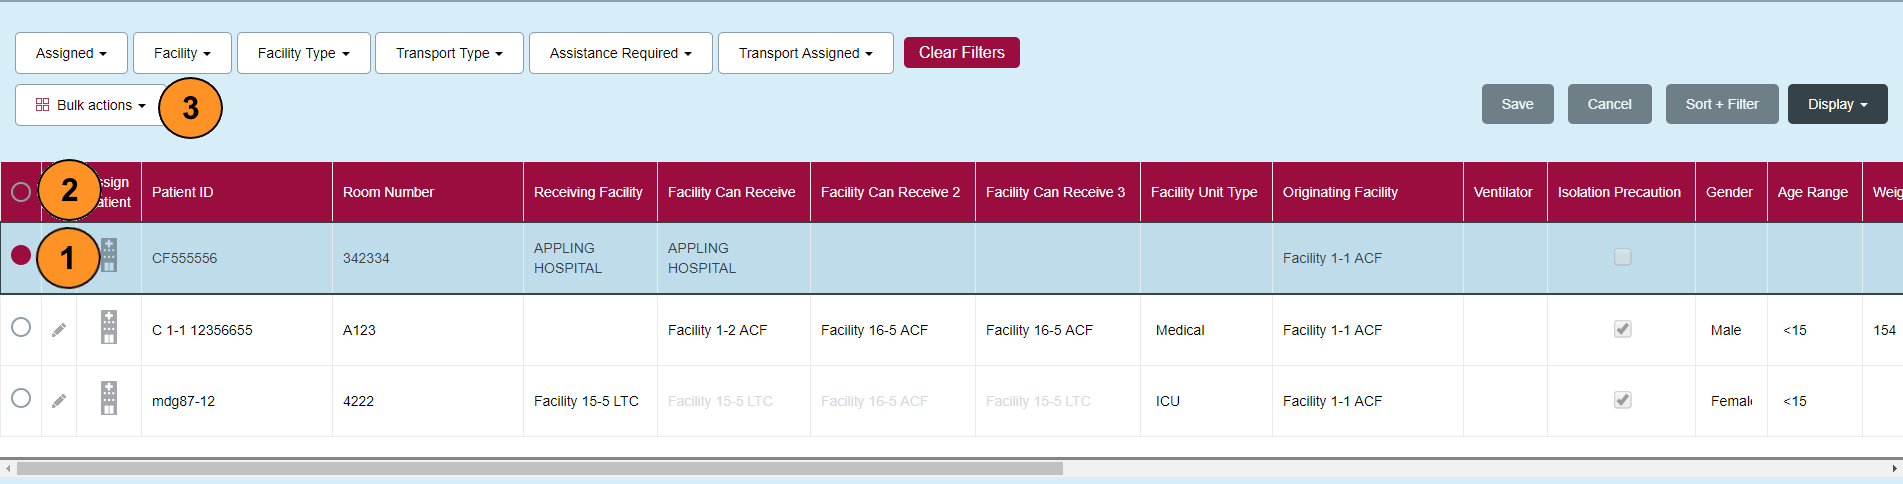 Assigned Facility Facility Type Transport Type Assistance Required Transport Assigned Clear Filters
Bulk actions 3 Save Cancel Sort + Filter Display
2 ssign
atient Patient ID Room Number Receiving Facility Facility Can Receive Facility Can Receive 2 Facility Can Receive 3 Facility Unit Type Originating Facility Ventilator Isolation Precaution Gender Age Range Weig
1 CF555556 342334 APPLING APPLING Facility 1-1 ACF
HOSPITAL HOSPITAL
C 1-1 12356655 A123 Facility 1-2 ACF Facility 16-5 ACF Facility 16-5 ACF Medical Facility 1-1 ACF Male <15 154
mdg87-12 4222 Facility 15-5 LTC Facility 15-5 LTC Facility 16-5 ACF Facility 15-5 LTC ICU Facility 1-1 ACF Femal <15